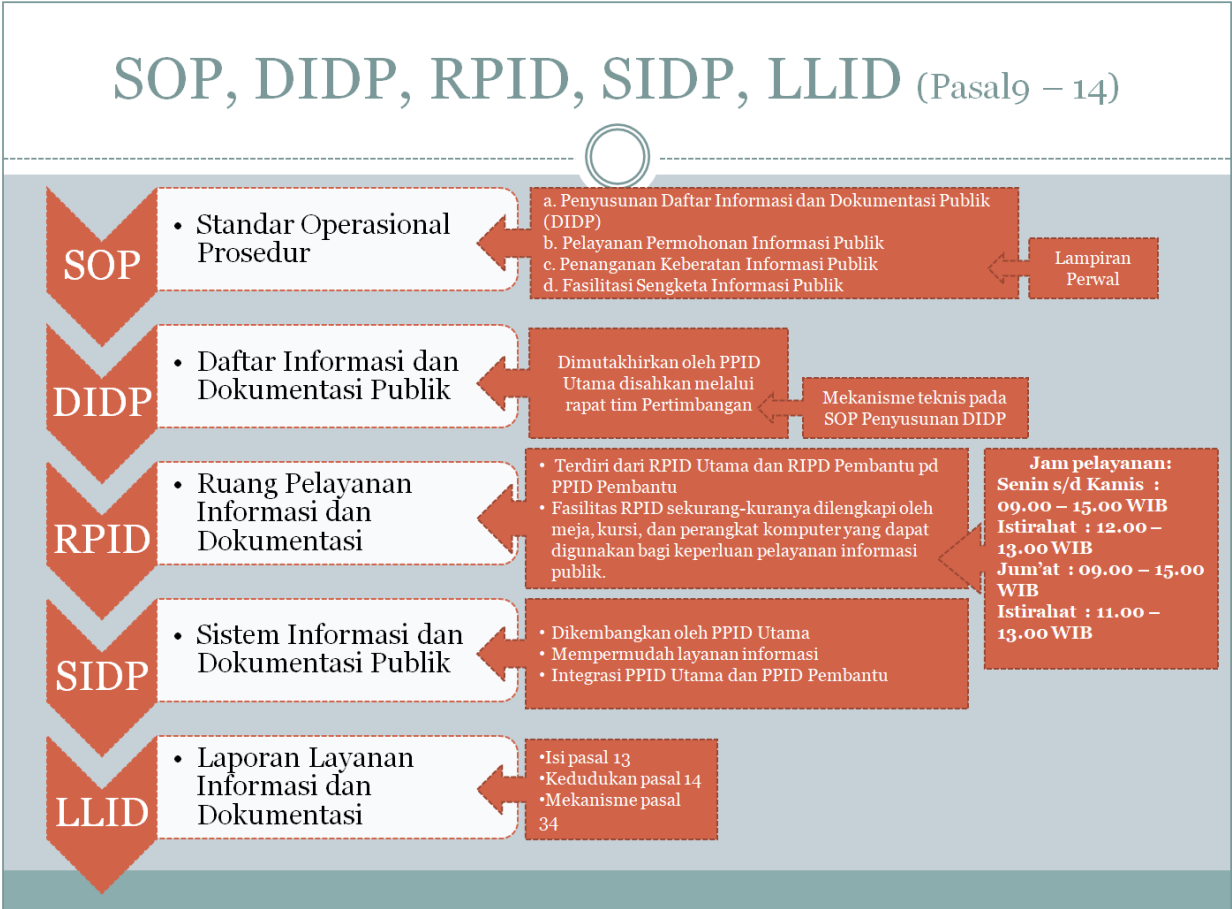 SOP, DIDP, RPID, SIDP, LLID (Pasal9 – 14)
SOP
• Standar Operasional
Prosedur
a. Penyusunan Daftar Informasi dan Dokumentasi Publik
(DIDP)
b. Pelayanan Permohonan Informasi Publik
c. Penanganan Keberatan Informasi Publik
d. Fasilitasi Sengketa Informasi Publik
Lampiran
Perwal
DIDP
• Daftar Informasi dan
Dokumentasi Publik
Dimutakhirkan oleh PPID
Utama disahkan melalui
rapat tim Pertimbangan
Mekanisme teknis pada
SOP Penyusunan DIDP
RPID
• Ruang Pelayanan
Informasi dan
Dokumentasi
• Terdiri dari RPID Utama dan RIPD Pembantu pd
PPID Pembantu
• Fasilitas RPID sekurang-kuranya dilengkapi oleh
meja, kursi, dan perangkat komputer yang dapat
digunakan bagi keperluan pelayanan informasi
publik.
Jam pelayanan:
Senin s/d Kamis :
09.00 – 15.00 WIB
Istirahat : 12.00 –
13.00 WIB
Jum’at : 09.00 – 15.00
WIB
Istirahat : 11.00 –
13.00 WIB
SIDP
• Sistem Informasi dan
Dokumentasi Publik
• Dikembangkan oleh PPID Utama
• Mempermudah layanan informasi
• Integrasi PPID Utama dan PPID Pembantu
LLID
• Laporan Layanan
Informasi dan
Dokumentasi
•Isi pasal 13
•Kedudukan pasal 14
•Mekanisme pasal
34